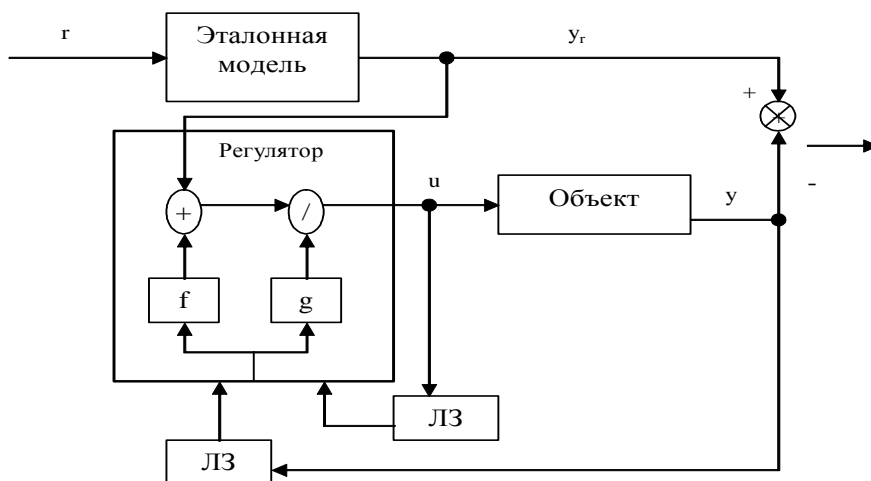 r
Эталонная
модель
yᵣ
+
+
-
Регулятор
+
/
u
Объект
y
f
g
ЛЗ
ЛЗ